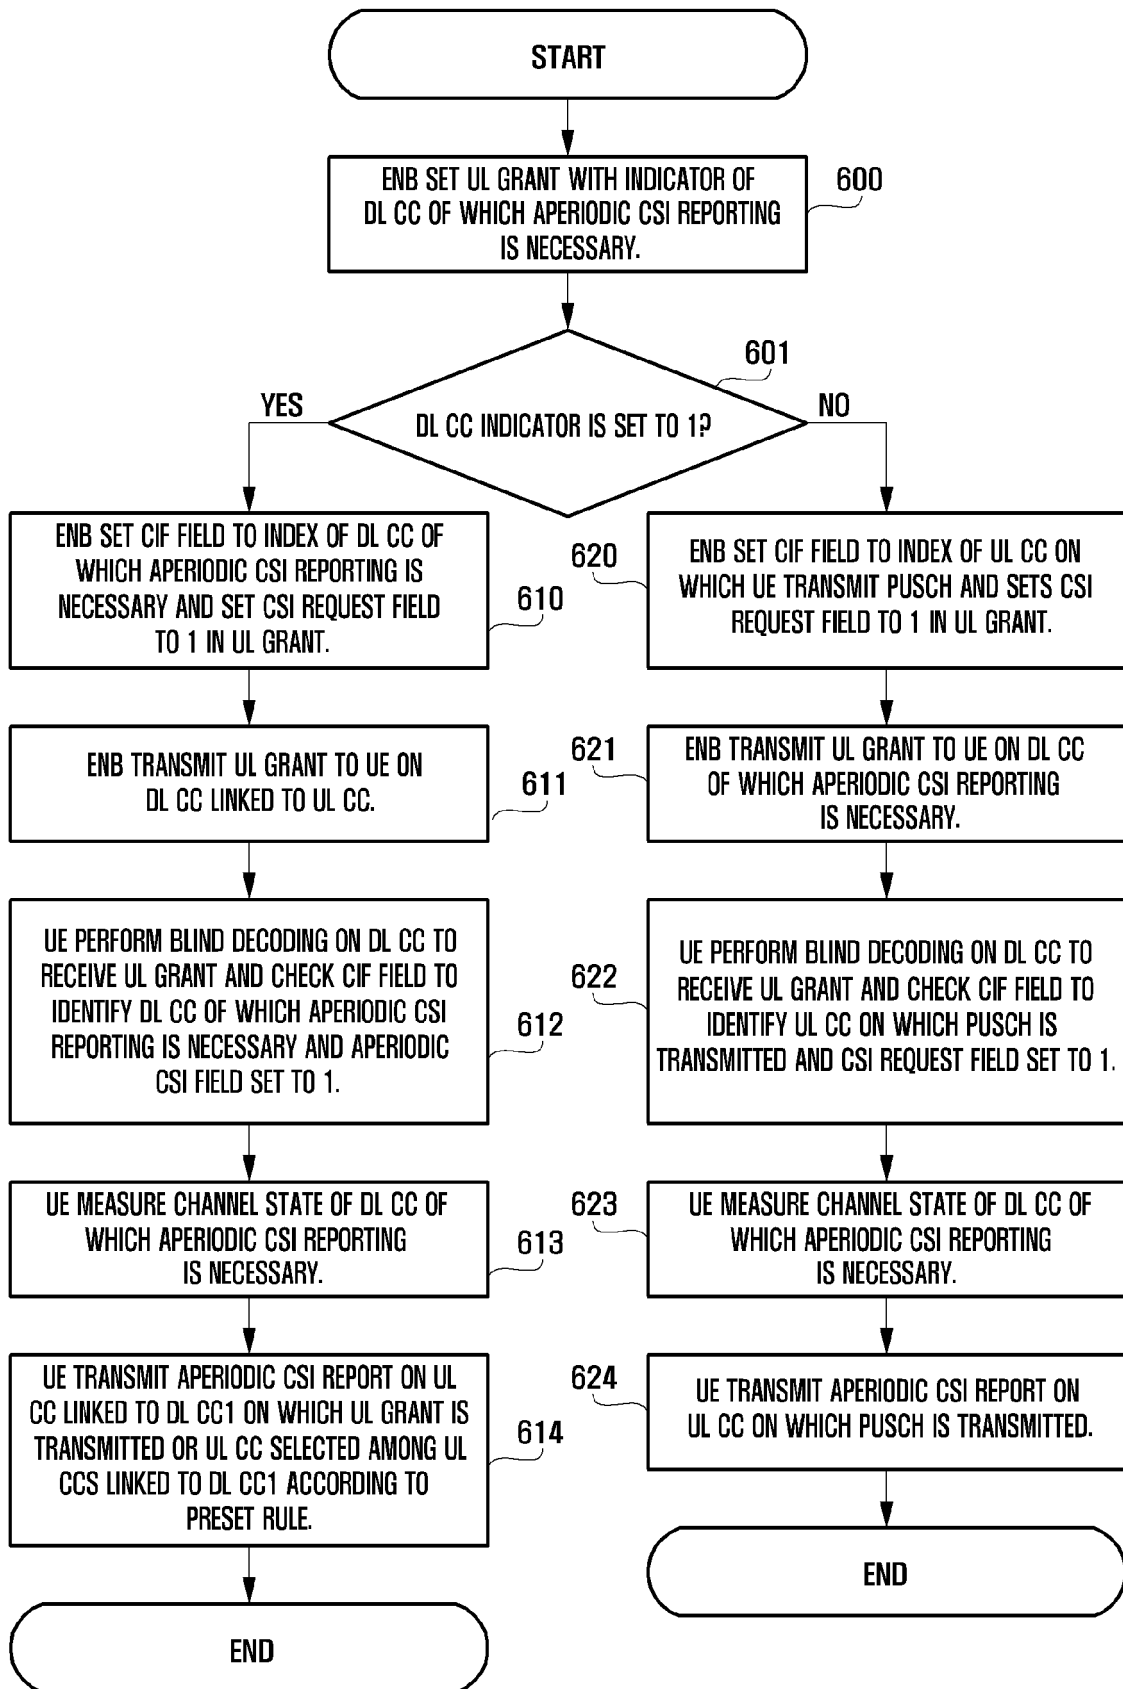 START
ENB SET UL GRANT WITH INDICATOR OF
DL CC OF WHICH APERIODIC CSI REPORTING
IS NECESSARY.
600
601
DL CC INDICATOR IS SET TO 1?
YES
NO
ENB SET CIF FIELD TO INDEX OF DL CC OF
WHICH APERIODIC CSI REPORTING IS
NECESSARY AND SET CSI REQUEST FIELD
TO 1 IN UL GRANT.
610
ENB TRANSMIT UL GRANT TO UE ON
DL CC LINKED TO UL CC.
611
UE PERFORM BLIND DECODING ON DL CC TO
RECEIVE UL GRANT AND CHECK CIF FIELD TO
IDENTIFY DL CC OF WHICH APERIODIC CSI
REPORTING IS NECESSARY AND APERIODIC
CSI FIELD SET TO 1.
612
UE MEASURE CHANNEL STATE OF DL CC OF
WHICH APERIODIC CSI REPORTING
IS NECESSARY.
613
UE TRANSMIT APERIODIC CSI REPORT ON UL
CC LINKED TO DL CC1 ON WHICH UL GRANT IS
TRANSMITTED OR UL CC SELECTED AMONG UL
CCS LINKED TO DL CC1 ACCORDING TO
PRESET RULE.
614
END
620
ENB SET CIF FIELD TO INDEX OF UL CC ON
WHICH UE TRANSMIT PUSCH AND SETS CSI
REQUEST FIELD TO 1 IN UL GRANT.
621
ENB TRANSMIT UL GRANT TO UE ON DL CC
OF WHICH APERIODIC CSI REPORTING
IS NECESSARY.
622
UE PERFORM BLIND DECODING ON DL CC TO
RECEIVE UL GRANT AND CHECK CIF FIELD TO
IDENTIFY UL CC ON WHICH PUSCH IS
TRANSMITTED AND CSI REQUEST FIELD SET TO 1.
623
UE MEASURE CHANNEL STATE OF DL CC OF
WHICH APERIODIC CSI REPORTING
IS NECESSARY.
624
UE TRANSMIT APERIODIC CSI REPORT ON
UL CC ON WHICH PUSCH IS TRANSMITTED.
END